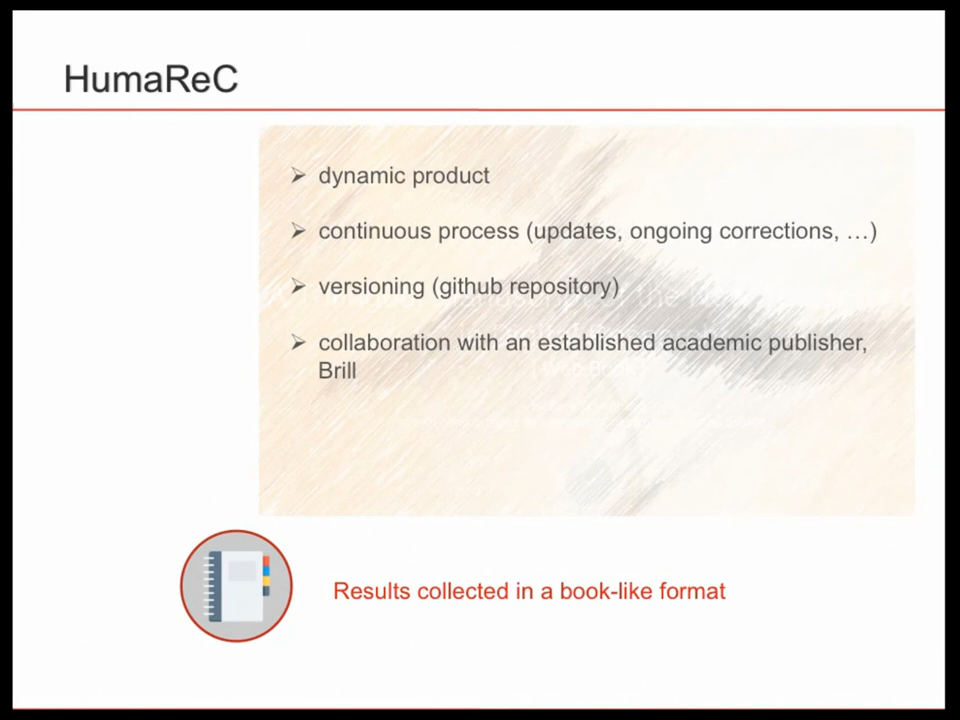 HumaReC
➢ dynamic product
➢ continuous process (updates, ongoing corrections, …)
➢ versioning (github repository)
➢ collaboration with an established academic publisher,
Brill
Results collected in a book-like format